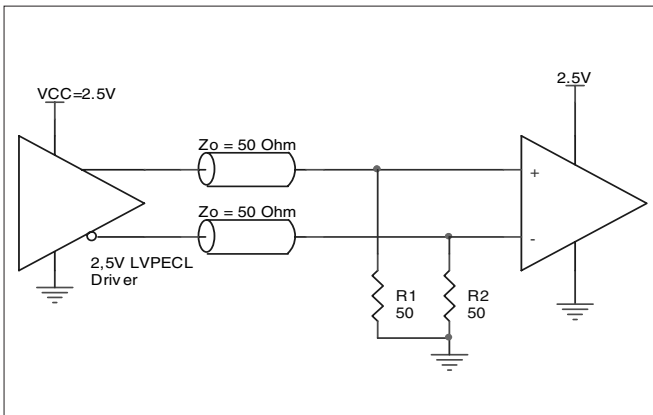 2.5V
VCC=2.5V
Zo = 50 Ohm
+
Zo = 50 Ohm
-
2,5V LVPECL
Driver
R1
50
R2
50